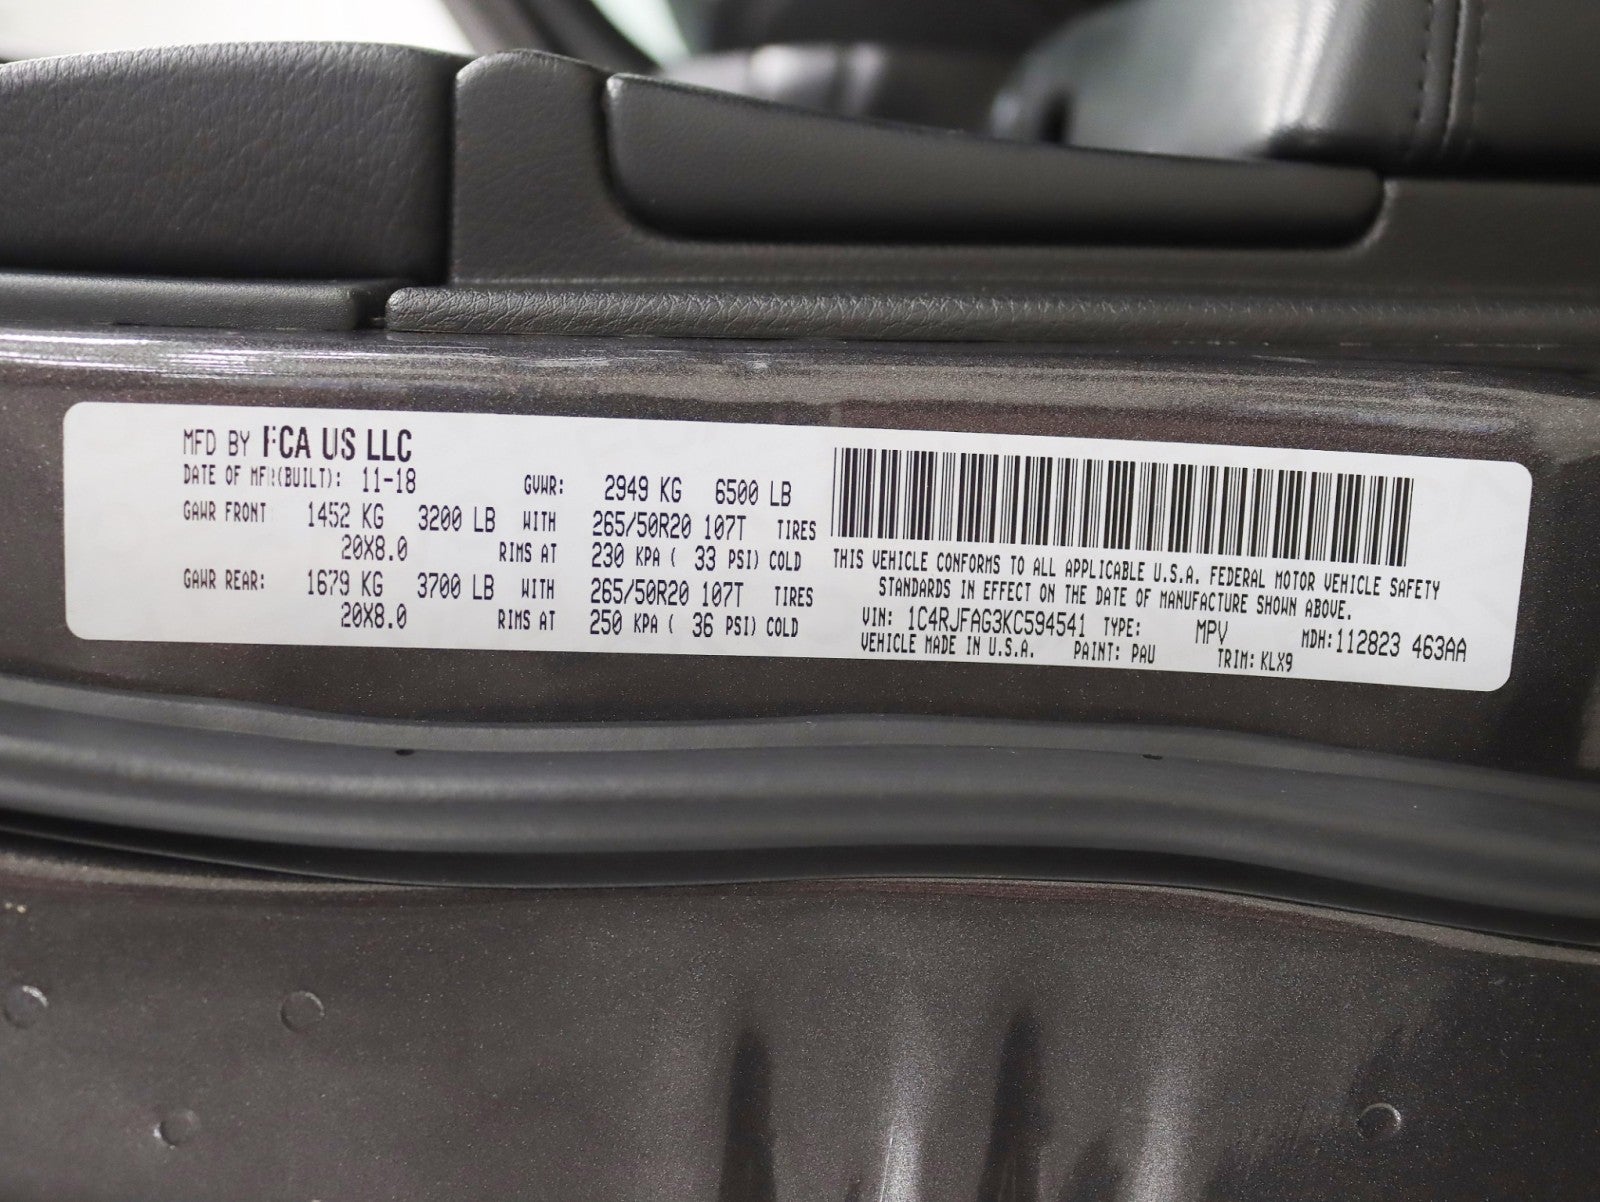 MFD BY FCA US LLC
DATE OF MFR(BUILT): 11-18 GVWR: 2949 KG 6500 LB
GAWR FRONT 1452 KG 3200 LB WITH 265/50R20 107T TIRES
20X8.0 RIMS AT 230 KPA ( 33 PSI) COLD
GAWR REAR: 1679 KG 3700 LB WITH 265/50R20 107T TIRES
20X8.0 RIMS AT 250 KPA ( 36 PSI) COLD
THIS VEHICLE CONFORMS TO ALL APPLICABLE U.S.A. FEDERAL MOTOR VEHICLE SAFETY
STANDARDS IN EFFECT ON THE DATE OF MANUFACTURE SHOWN ABOVE.
VIN: 1C4RJFAG3KC594541 TYPE: MPV MDH:112823 463AA
VEHICLE MADE IN U.S.A. PAINT: PAU TRIM: KLX9